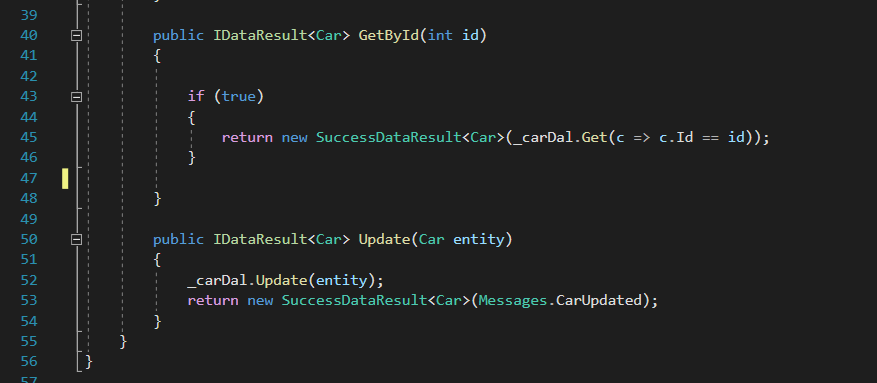 39
40 public IDataResult<Car> GetById(int id)
41 {
42
43 if (true)
44 {
45 return new SuccessDataResult<Car>(_carDal.Get(c => c.Id == id));
46 }
47
48 }
49
50 public IDataResult<Car> Update(Car entity)
51 {
52 _carDal.Update(entity);
53 return new SuccessDataResult<Car>(Messages.CarUpdated);
54 }
55 }
56 }
57